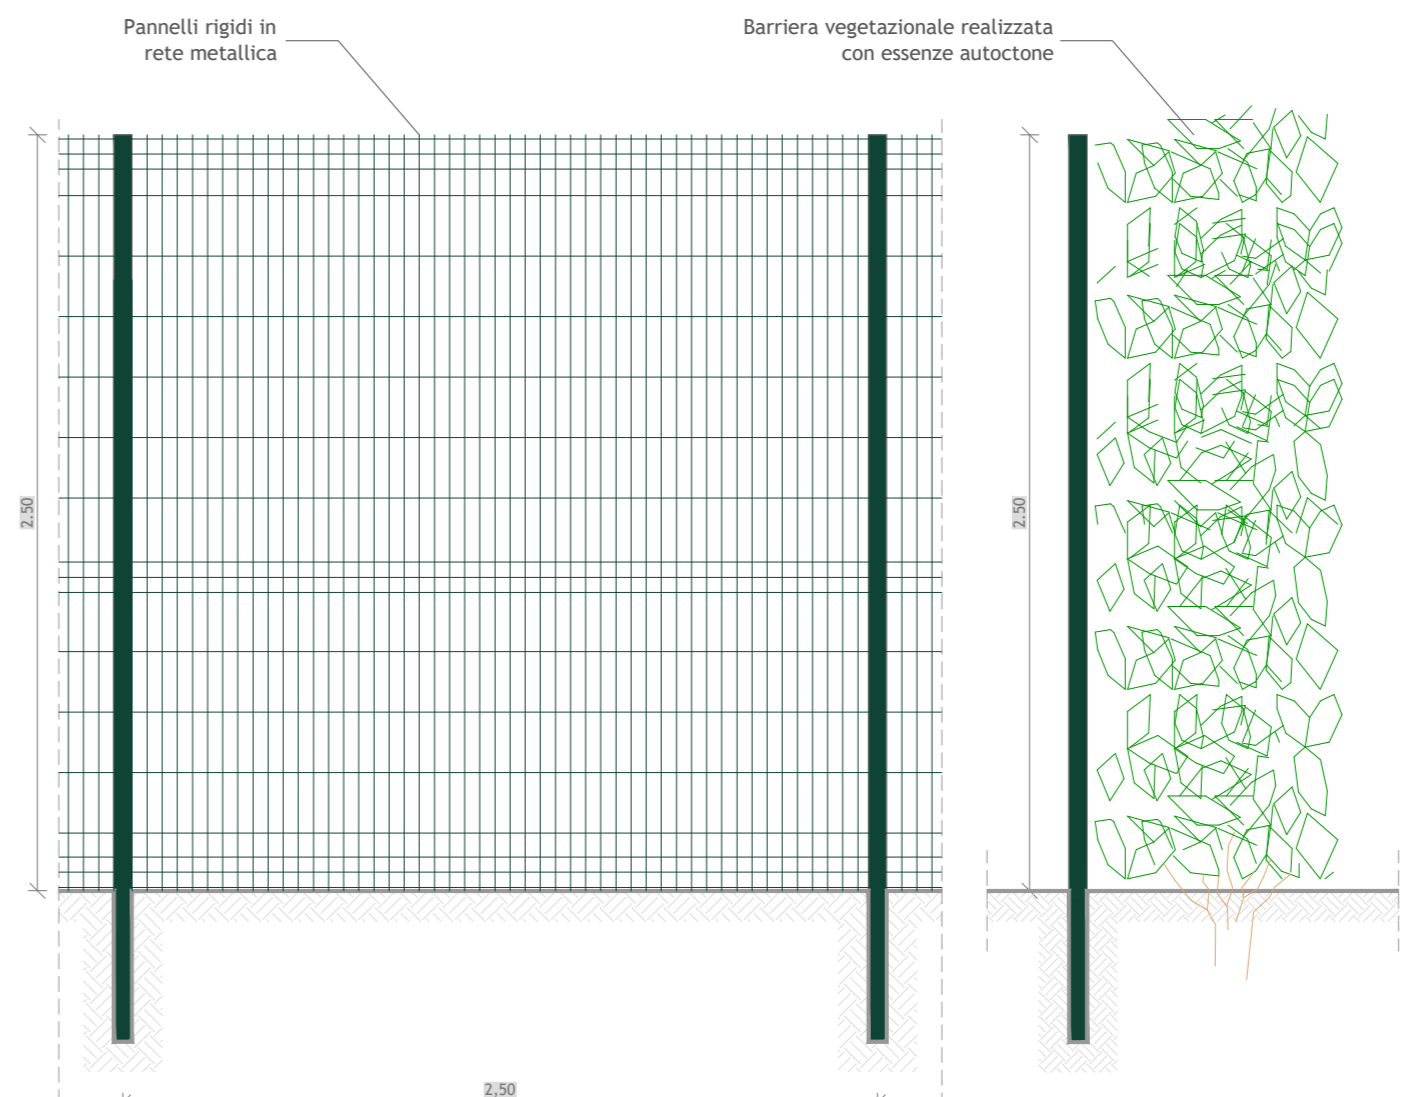 Pannelli rigidi in
rete metallica
Barriera vegetazionale realizzata
con essenze autoctone
2.50
2.50
2,50